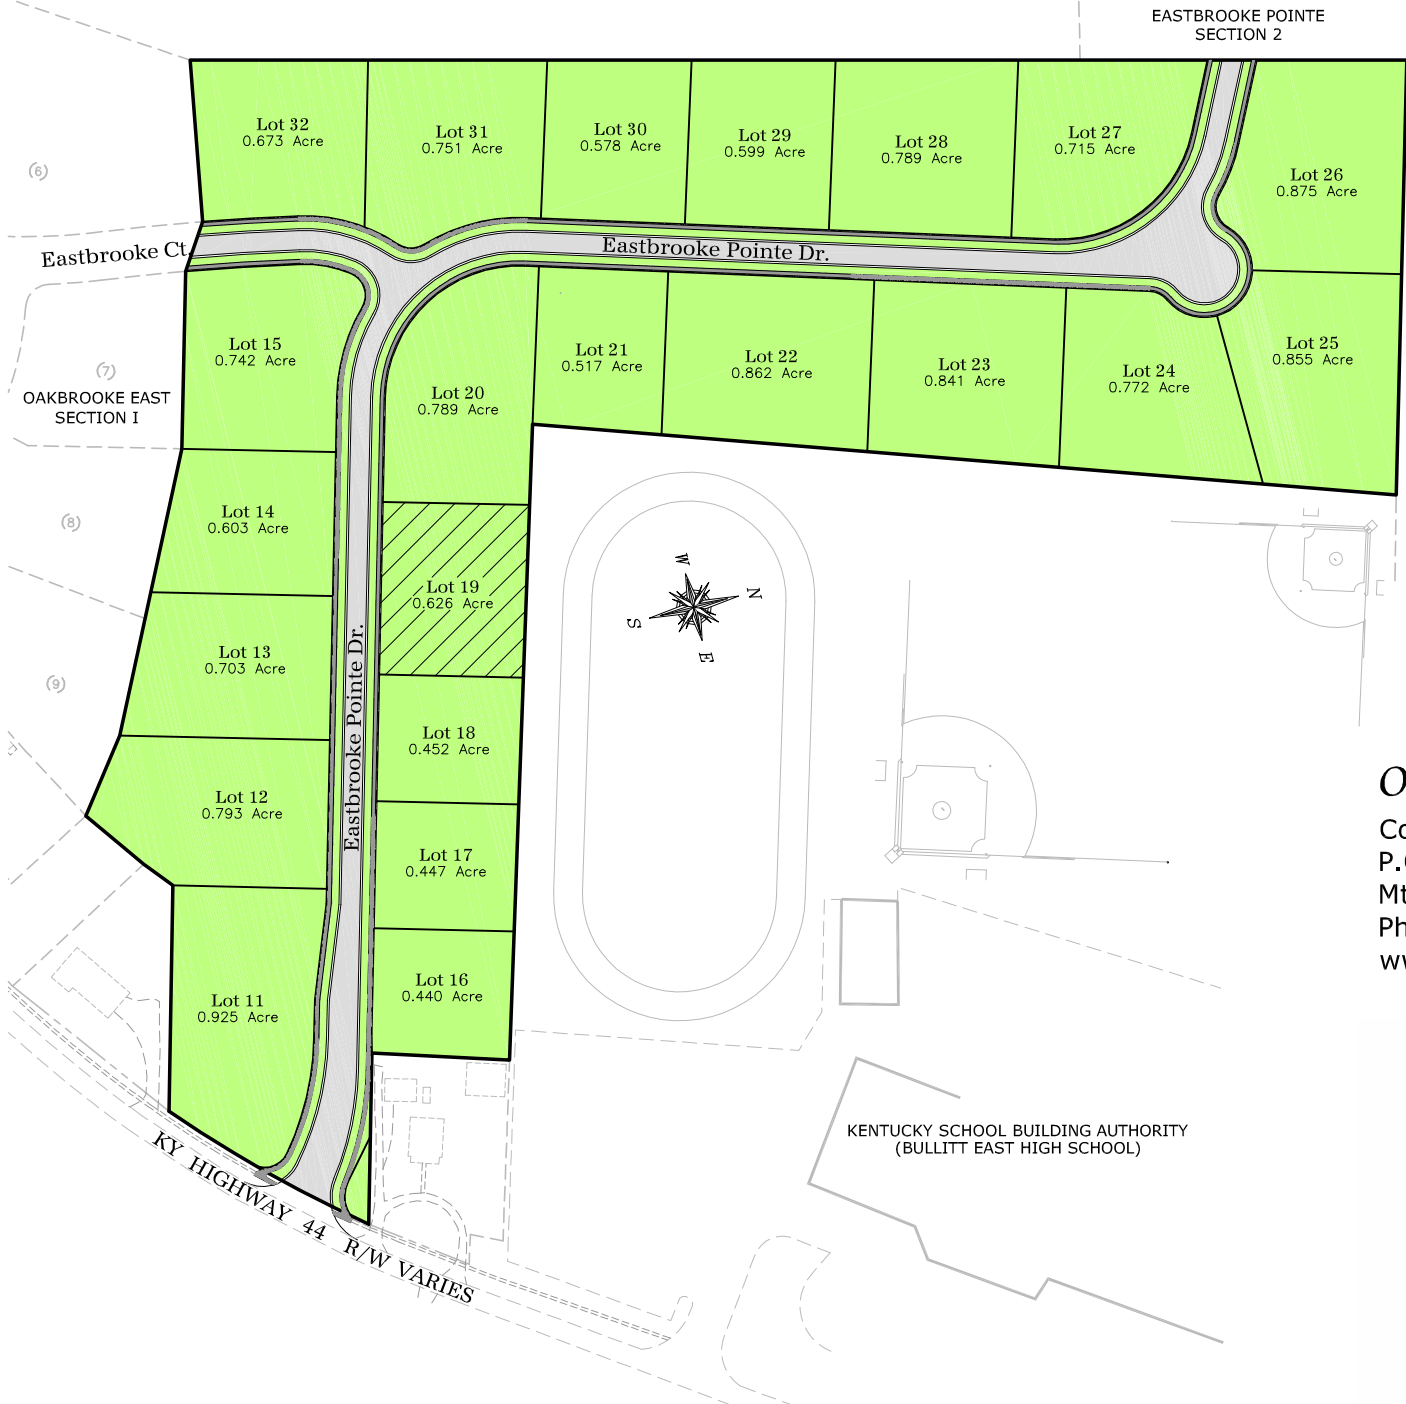 EASTBROOKE POINTE
SECTION 2
Lot 32
0.673 Acre
Lot 31
0.751 Acre
Lot 30
0.578 Acre
Lot 29
0.599 Acre
Lot 28
0.789 Acre
Lot 27
0.715 Acre
Lot 26
0.875 Acre
(6)
Eastbrooke Ct.
Eastbrooke Pointe Dr.
Lot 15
0.742 Acre
Lot 20
0.789 Acre
Lot 21
0.517 Acre
Lot 22
0.862 Acre
Lot 23
0.841 Acre
Lot 24
0.772 Acre
Lot 25
0.855 Acre
(7)
OAKBROOKE EAST
SECTION I
Lot 14
0.603 Acre
(8)
Lot 19
0.626 Acre
W
N
S
E
Lot 13
0.703 Acre
(9)
Eastbrooke Pointe Dr.
Lot 18
0.452 Acre
Lot 12
0.793 Acre
Lot 17
0.447 Acre
Lot 16
0.440 Acre
Lot 11
0.925 Acre
O
Co
P.
Mt
Ph
ww
KENTUCKY SCHOOL BUILDING AUTHORITY
(BULLITT EAST HIGH SCHOOL)
KY HIGHWAY 44 R/W VARIES